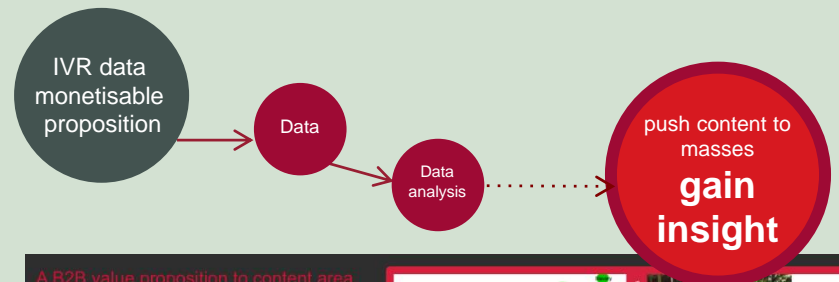 IVR data
monetisable
proposition
Data
Data
analysis
push content to
masses
gain
insight
A B2B value proposition to content area